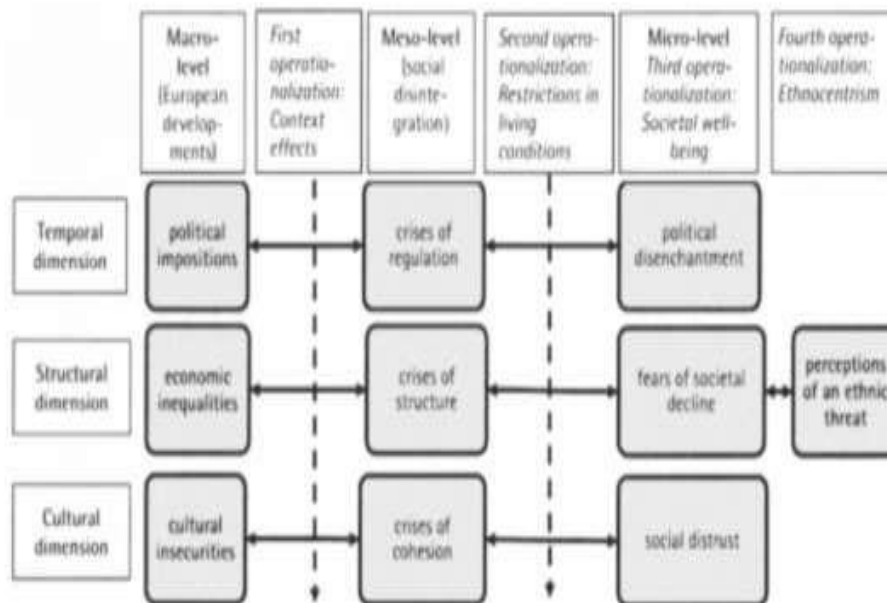 Macro-
level
(European
develop-
ments)
First
operatio-
nalization:
Context
effects
Meso-level
(social
disinte-
gration)
Second opera-
tionalization:
Restrictions in
living
conditions
Micro-level
Third operati-
onalization:
Societal well-
being
Fourth opera-
tionalization:
Ethnocentrism
Temporal
dimension
political
impositions
crises of
regulation
political
disenchantment
Structural
dimension
economic
inequalities
crises of
structure
fears of societal
decline
perceptions
of an ethnic
threat
Cultural
dimension
cultural
insecurities
crises of
cohesion
social distrust